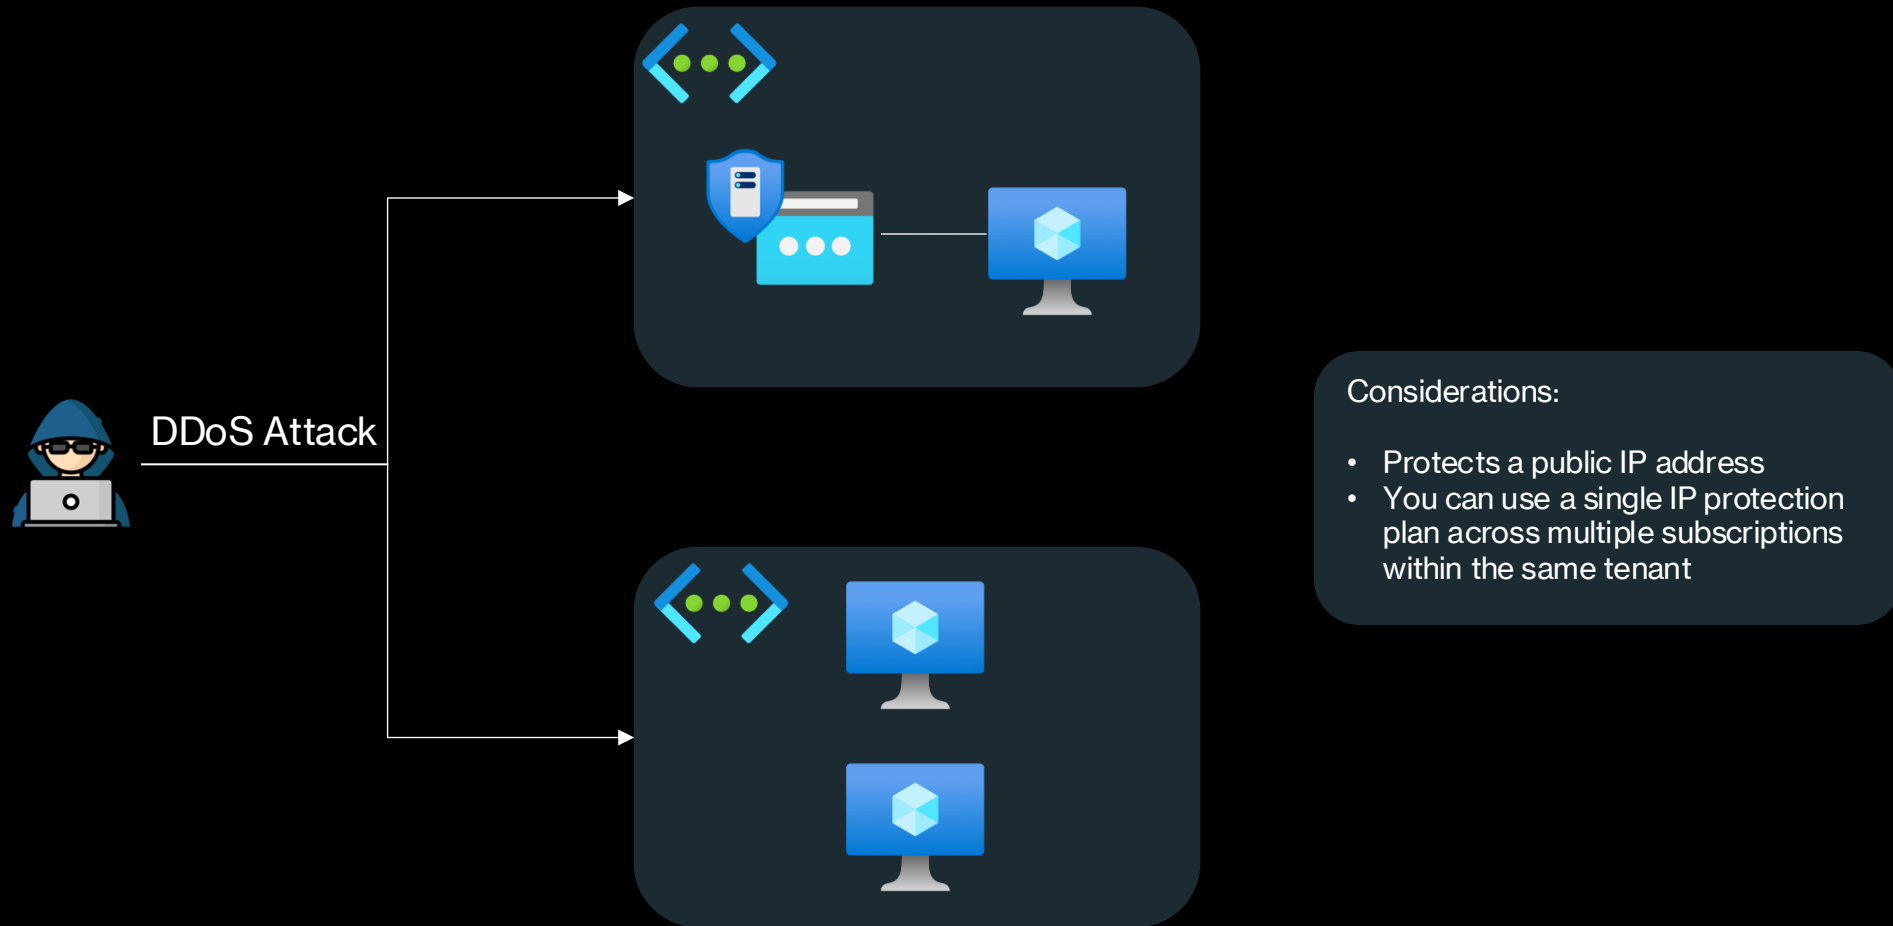 DDoS Attack
Considerations:
• Protects a public IP address
• You can use a single IP protection
plan across multiple subscriptions
within the same tenant